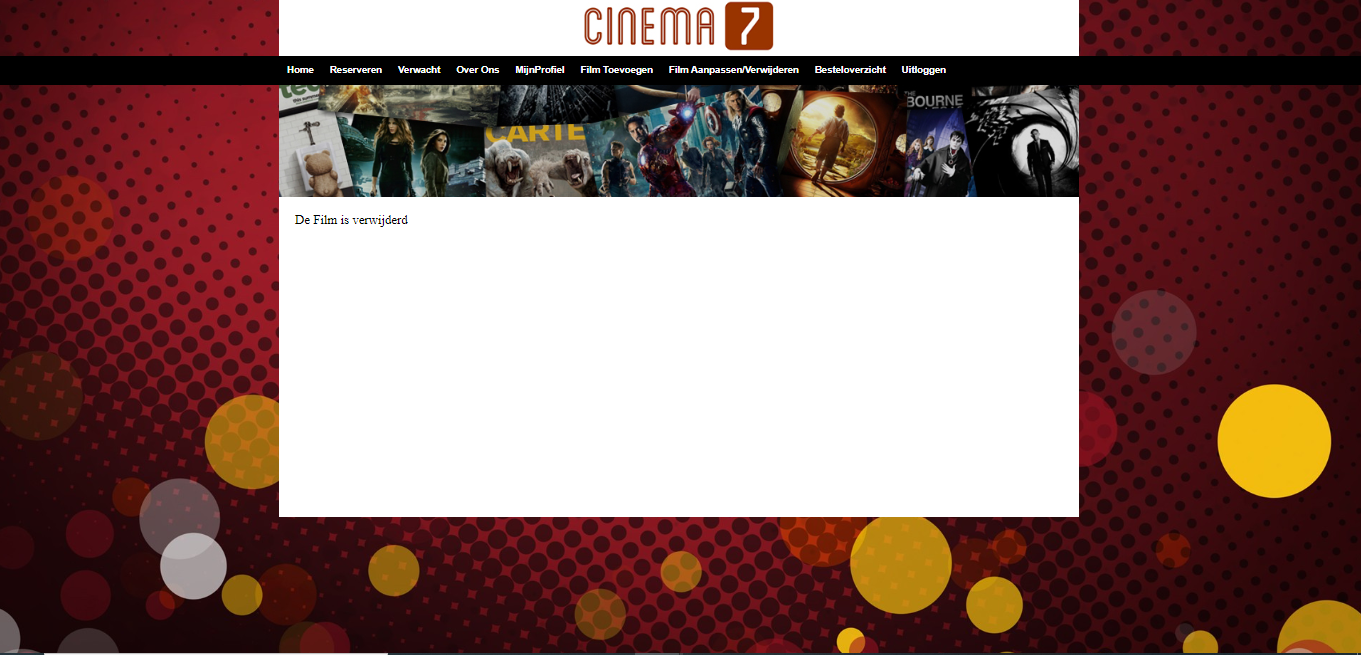 CINEMA 7
Home Reserveren Verwacht Over Ons MijnProfiel Film Toevoegen Film Aanpassen/Verwijderen Besteloverzicht Uitloggen
CARTE
THE
BOURNE
De Film is verwijderd